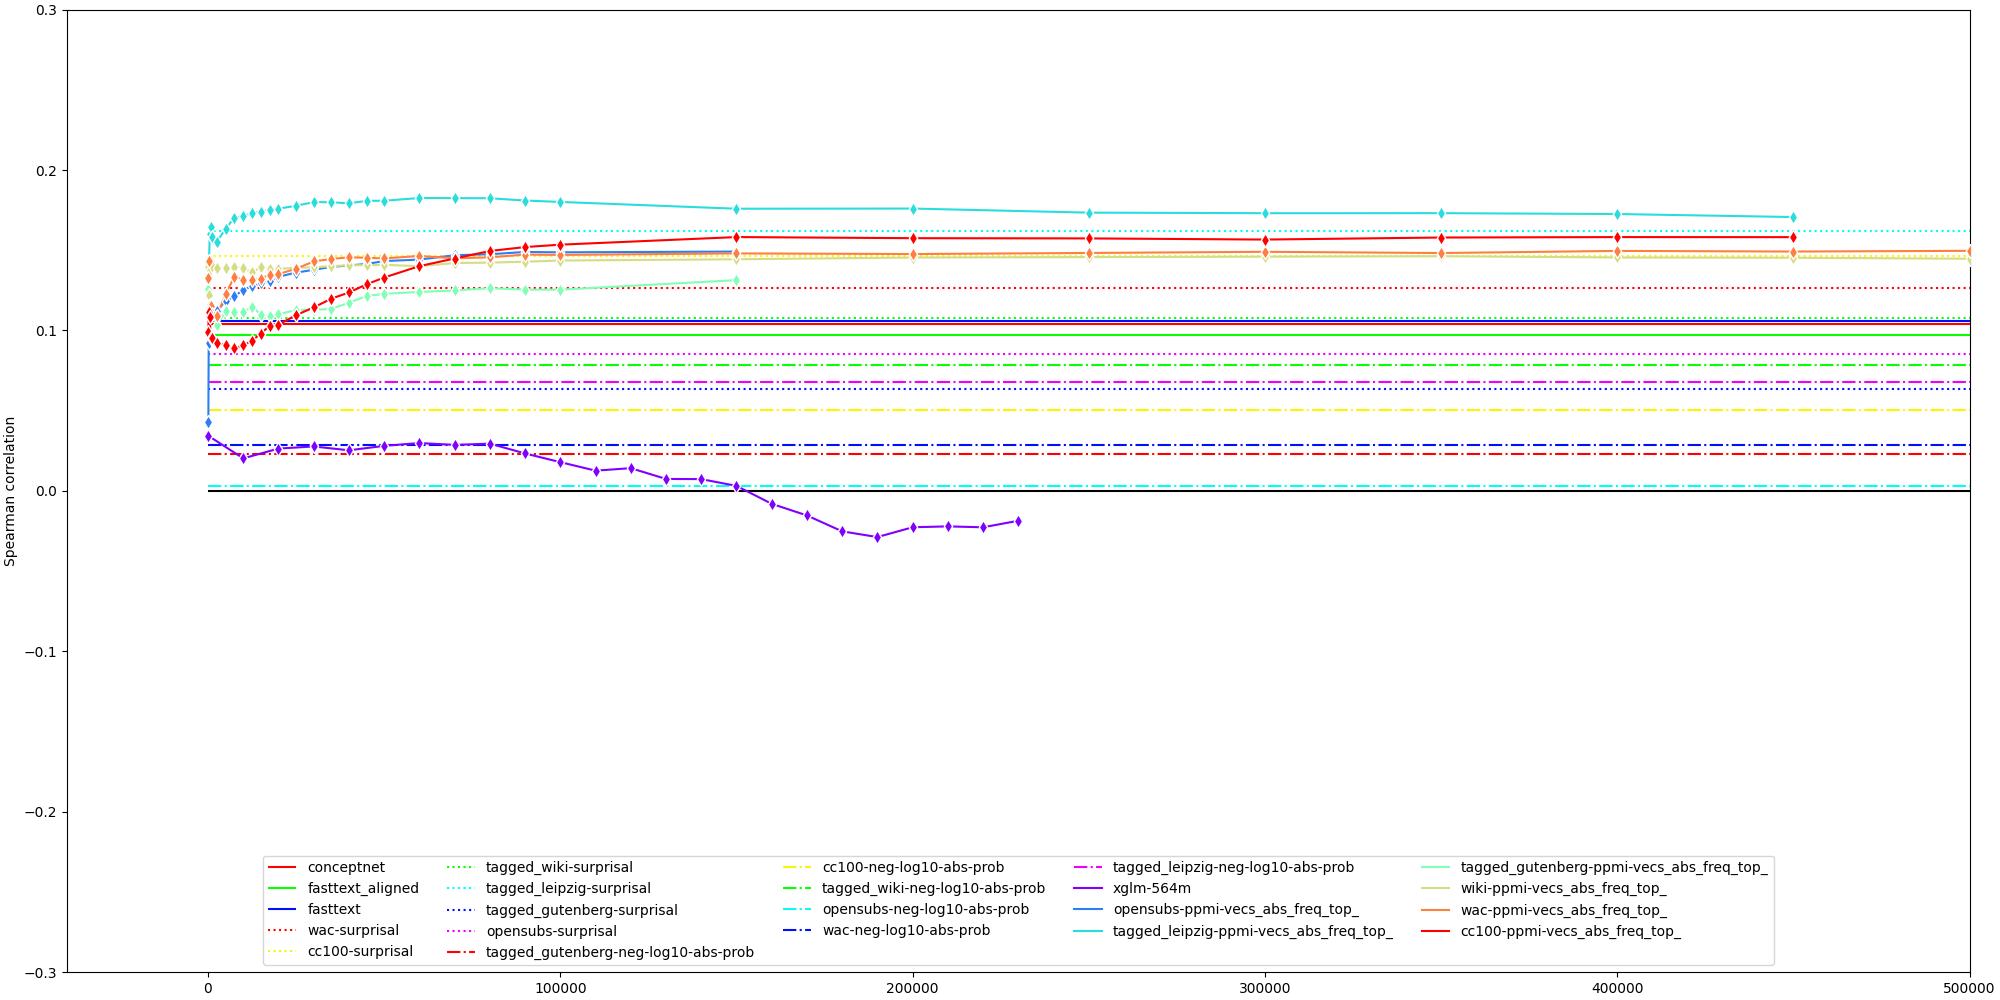 0.3
0.2
0.1
0.0
−0.1
−0.2
−0.3
Spearman correlation
0
100000
200000
300000
400000
500000
conceptnet
fasttext_aligned
fasttext
wac-surprisal
cc100-surprisal
tagged_wiki-surprisal
tagged_leipzig-surprisal
tagged_gutenberg-surprisal
opensubs-surprisal
tagged_gutenberg-neg-log10-abs-prob
cc100-neg-log10-abs-prob
tagged_wiki-neg-log10-abs-prob
opensubs-neg-log10-abs-prob
wac-neg-log10-abs-prob
tagged_leipzig-neg-log10-abs-prob
xglm-564m
opensubs-ppmi-vecs_abs_freq_top_
tagged_leipzig-ppmi-vecs_abs_freq_top_
tagged_gutenberg-ppmi-vecs_abs_freq_top_
wiki-ppmi-vecs_abs_freq_top_
wac-ppmi-vecs_abs_freq_top_
cc100-ppmi-vecs_abs_freq_top_